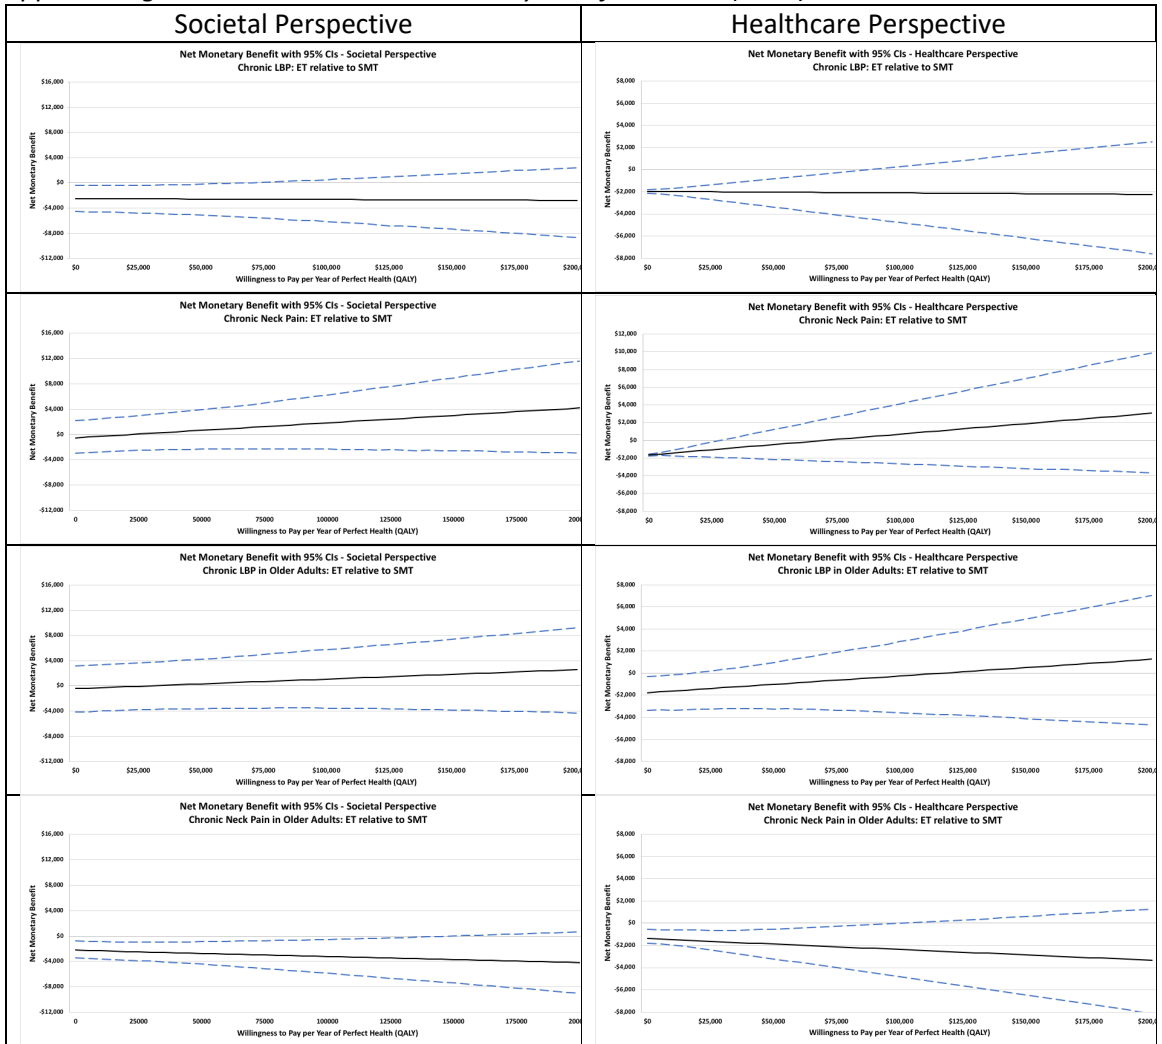 Societal Perspective
Healthcare Perspective
Net Monetary Benefit with 95% CIs - Societal Perspective
Chronic LBP: ET relative to SMT
$16,000
$12,000
$8,000
$4,000
$0
-$4,000
-$8,000
-$12,000
Net Monetary Benefit
$0 $25,000 $50,000 $75,000 $100,000 $125,000 $150,000 $175,000 $200,0
Willingness to Pay per Year of Perfect Health (QALY)
Net Monetary Benefit with 95% CIs - Healthcare Perspective
Chronic LBP: ET relative to SMT
$8,000
$6,000
$4,000
$2,000
$0
-$2,000
-$4,000
-$6,000
-$8,000
Net Monetary Benefit
$0 $25,000 $50,000 $75,000 $100,000 $125,000 $150,000 $175,000 $200,0
Willingness to Pay per Year of Perfect Health (QALY)
Net Monetary Benefit with 95% CIs - Societal Perspective
Chronic Neck Pain: ET relative to SMT
$16,000
$12,000
$8,000
$4,000
$0
-$4,000
-$8,000
-$12,000
Net Monetary Benefit
0 25000 50000 75000 100000 125000 150000 175000 2000
Willingness to Pay per Year of Perfect Health (QALY)
Net Monetary Benefit with 95% CIs - Healthcare Perspective
Chronic Neck Pain: ET relative to SMT
$12,000
$10,000
$8,000
$6,000
$4,000
$2,000
$0
-$2,000
-$4,000
-$6,000
-$8,000
Net Monetary Benefit
$0 $25,000 $50,000 $75,000 $100,000 $125,000 $150,000 $175,000 $200,0
Willingness to Pay per Year of Perfect Health (QALY)
Net Monetary Benefit with 95% CIs - Societal Perspective
Chronic LBP in Older Adults: ET relative to SMT
$16,000
$12,000
$8,000
$4,000
$0
-$4,000
-$8,000
-$12,000
Net Monetary Benefit
$0 $25,000 $50,000 $75,000 $100,000 $125,000 $150,000 $175,000 $200,0
Willingness to Pay per Year of Perfect Health (QALY)
Net Monetary Benefit with 95% CIs - Healthcare Perspective
Chronic LBP in Older Adults: ET relative to SMT
$8,000
$6,000
$4,000
$2,000
$0
-$2,000
-$4,000
-$6,000
-$8,000
Net Monetary Benefit
$0 $25,000 $50,000 $75,000 $100,000 $125,000 $150,000 $175,000 $200,0
Willingness to Pay per Year of Perfect Health (QALY)
Net Monetary Benefit with 95% CIs - Societal Perspective
Chronic Neck Pain in Older Adults: ET relative to SMT
$16,000
$12,000
$8,000
$4,000
$0
-$4,000
-$8,000
-$12,000
Net Monetary Benefit
0 25000 50000 75000 100000 125000 150000 175000 2000
Willingness to Pay per Year of Perfect Health (QALY)
Net Monetary Benefit with 95% CIs - Healthcare Perspective
Chronic Neck Pain in Older Adults: ET relative to SMT
$8,000
$6,000
$4,000
$2,000
$0
-$2,000
-$4,000
-$6,000
-$8,000
Net Monetary Benefit
$0 $25,000 $50,000 $75,000 $100,000 $125,000 $150,000 $175,000 $200,0
Willingness to Pay per Year of Perfect Health (QALY)